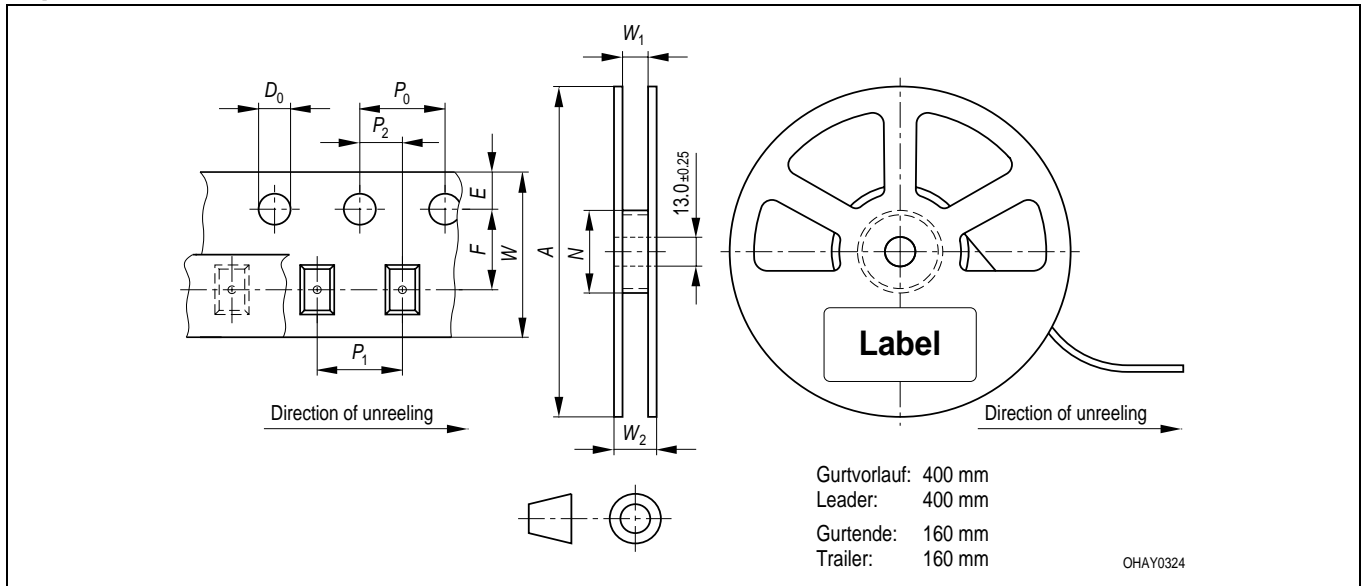 W1
D0
P0
P2
E
F
W
A
N
13.0±0.25
Label
P1
Direction of unreeling
W2
Direction of unreeling
Gurtvorlauf: 400 mm
Leader: 400 mm
Gurtende: 160 mm
Trailer: 160 mm
OHAY0324